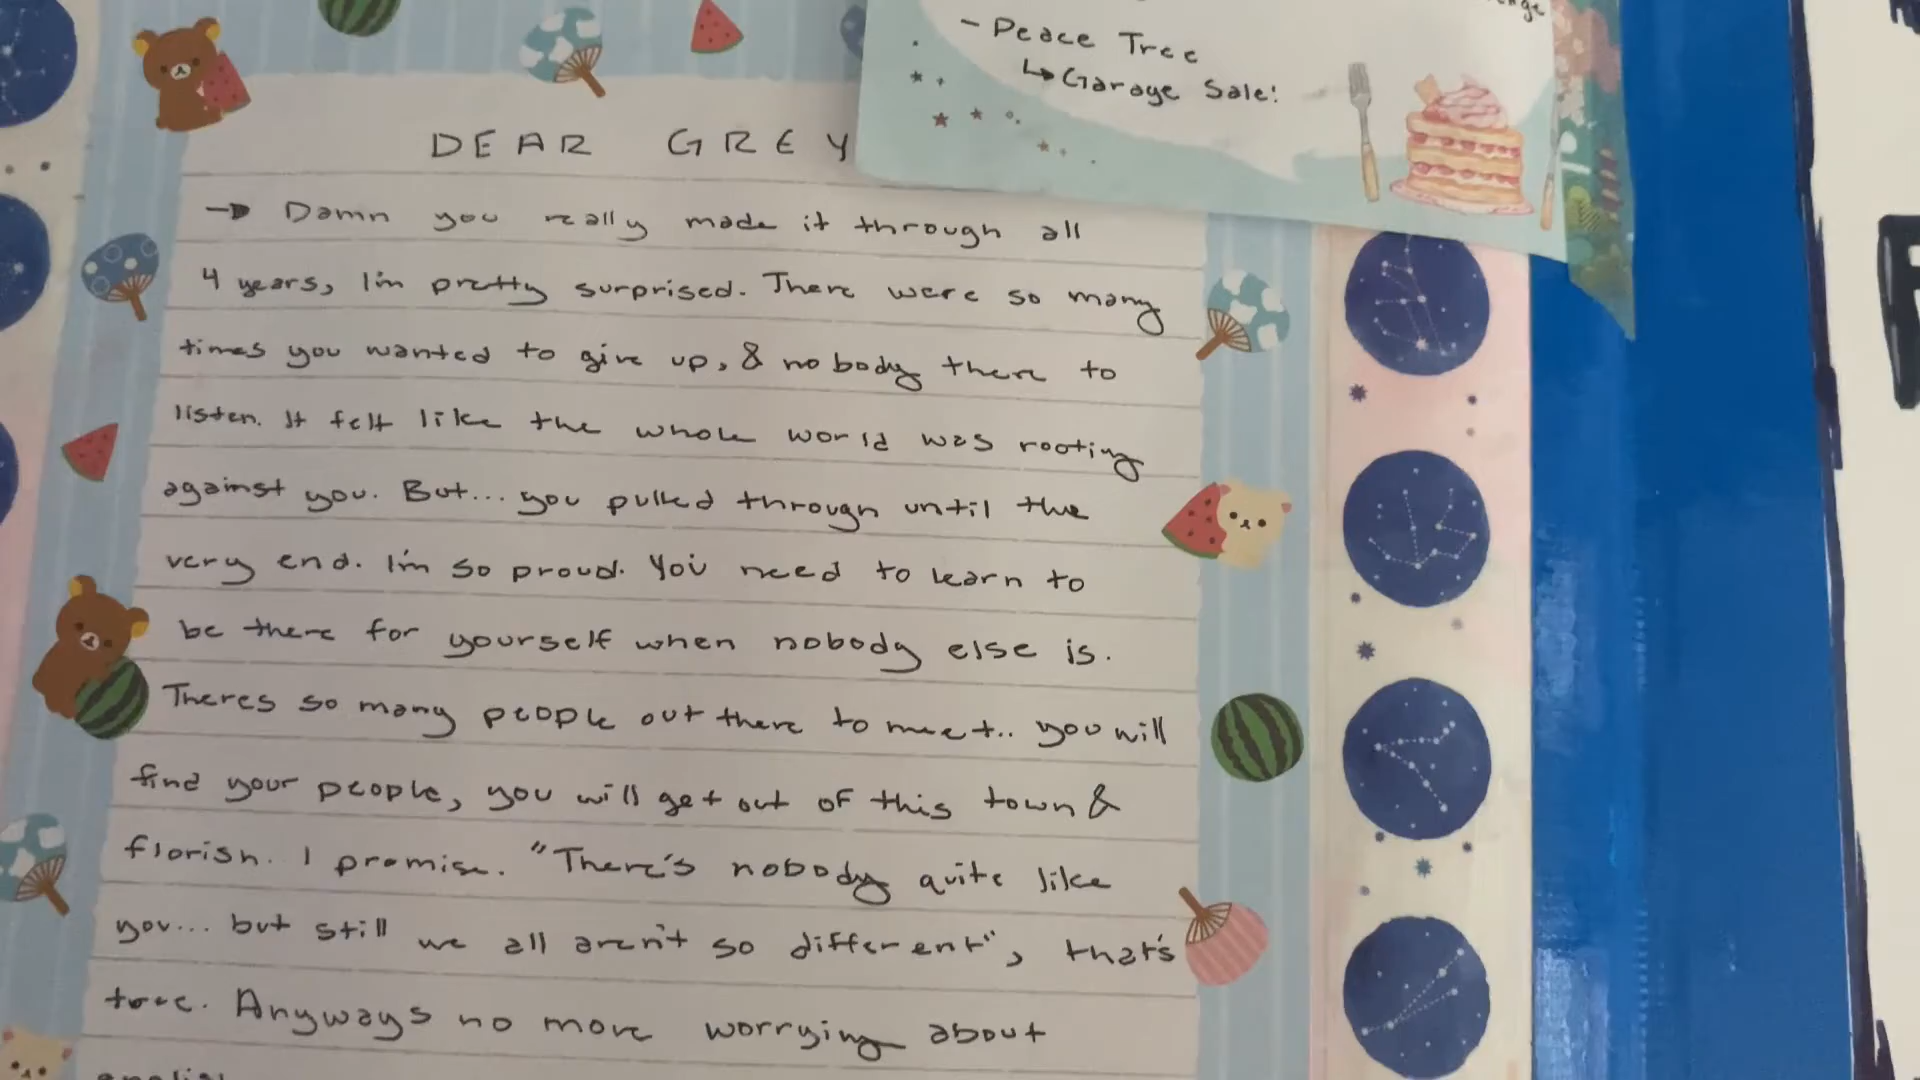 - Peace Tree
↳ Garage Sale!
DEAR GREY
→ Damn you really made it through all
4 years, I'm pretty surprised. There were so many
times you wanted to give up, & nobody there to
listen. It felt like the whole world was rooting
against you. But... you pulled through until the
very end. I'm so proud. You need to learn to
be there for yourself when nobody else is.
Theres so many people out there to meet.. you will
find your people, you will get out of this town &
florish. I promise. "There's nobody quite like
you... but still we all aren't so different", that's
true. Anyways no more worrying about